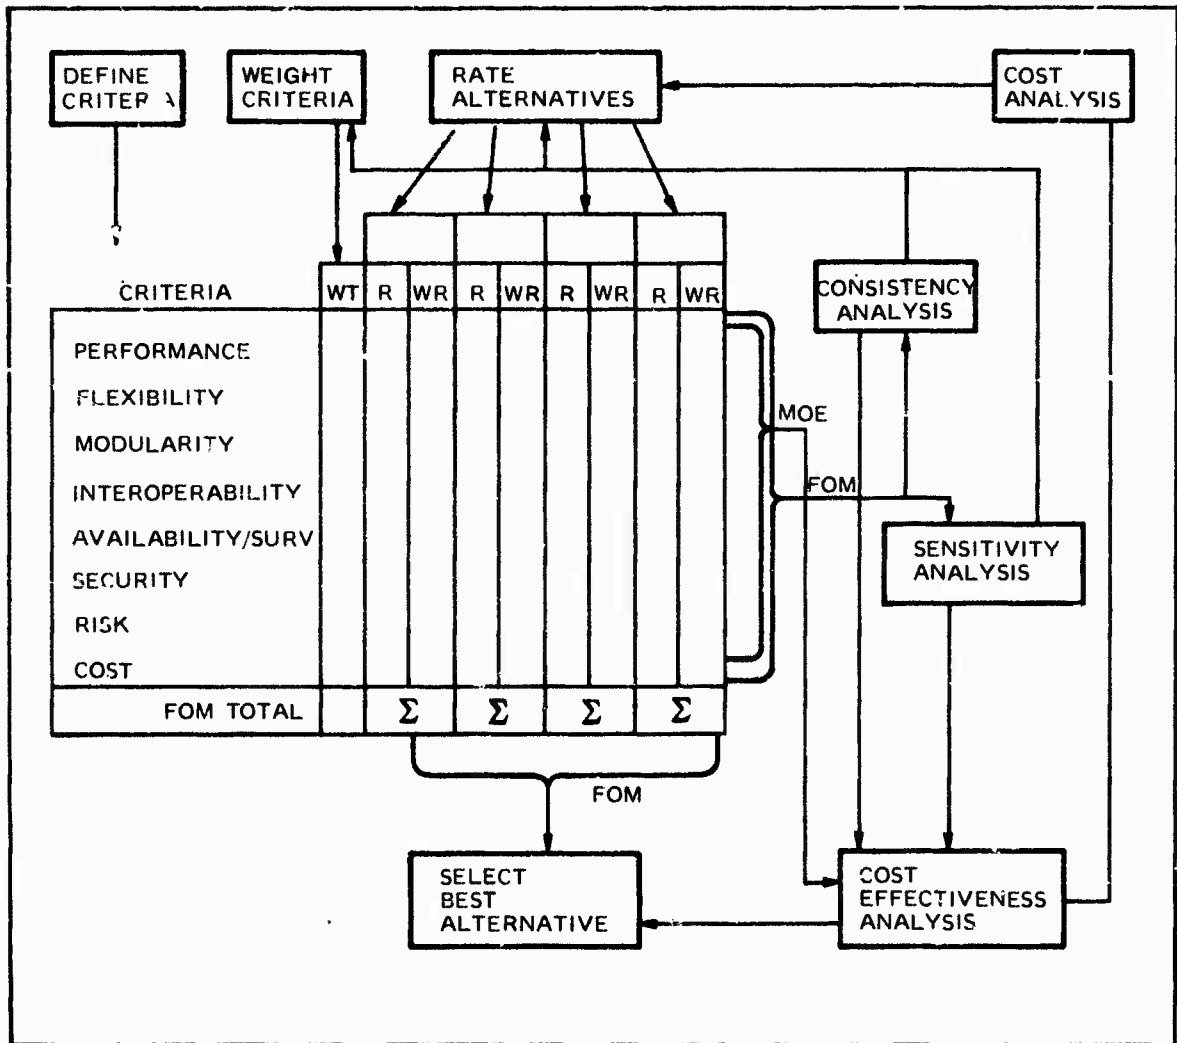 DEFINE
CRITERIA
WEIGHT
CRITERIA
RATE
ALTERNATIVES
COST
ANALYSIS
CRITERIA
WT R WR R WR R WR R WR
CONSISTENCY
ANALYSIS
PERFORMANCE
FLEXIBILITY
MODULARITY
INTEROPERABILITY
AVAILABILITY/SURV
SECURITY
RISK
COST
MOE
FOM
SENSITIVITY
ANALYSIS
FOM TOTAL Σ Σ Σ Σ
FOM
SELECT
BEST
ALTERNATIVE
COST
EFFECTIVENESS
ANALYSIS